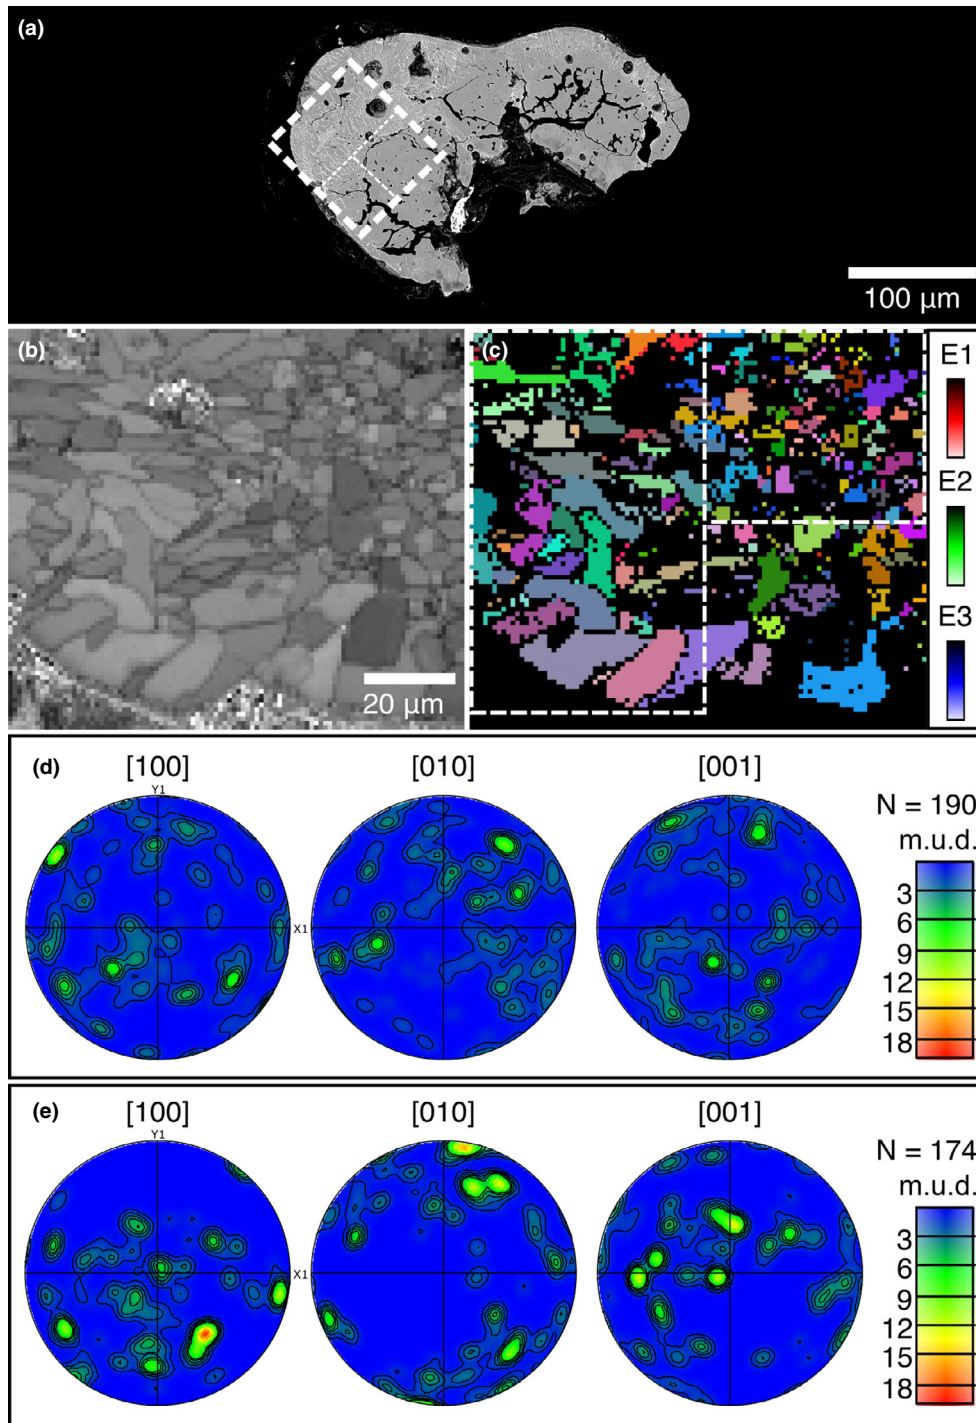 (a)
100 µm
(b)
20 µm
(c)
E1
E2
E3
(d)
[100]
[010]
[001]
Y1
X1
N = 190
m.u.d.
3
6
9
12
15
18
(e)
[100]
[010]
[001]
Y1
X1
N = 174
m.u.d.
3
6
9
12
15
18